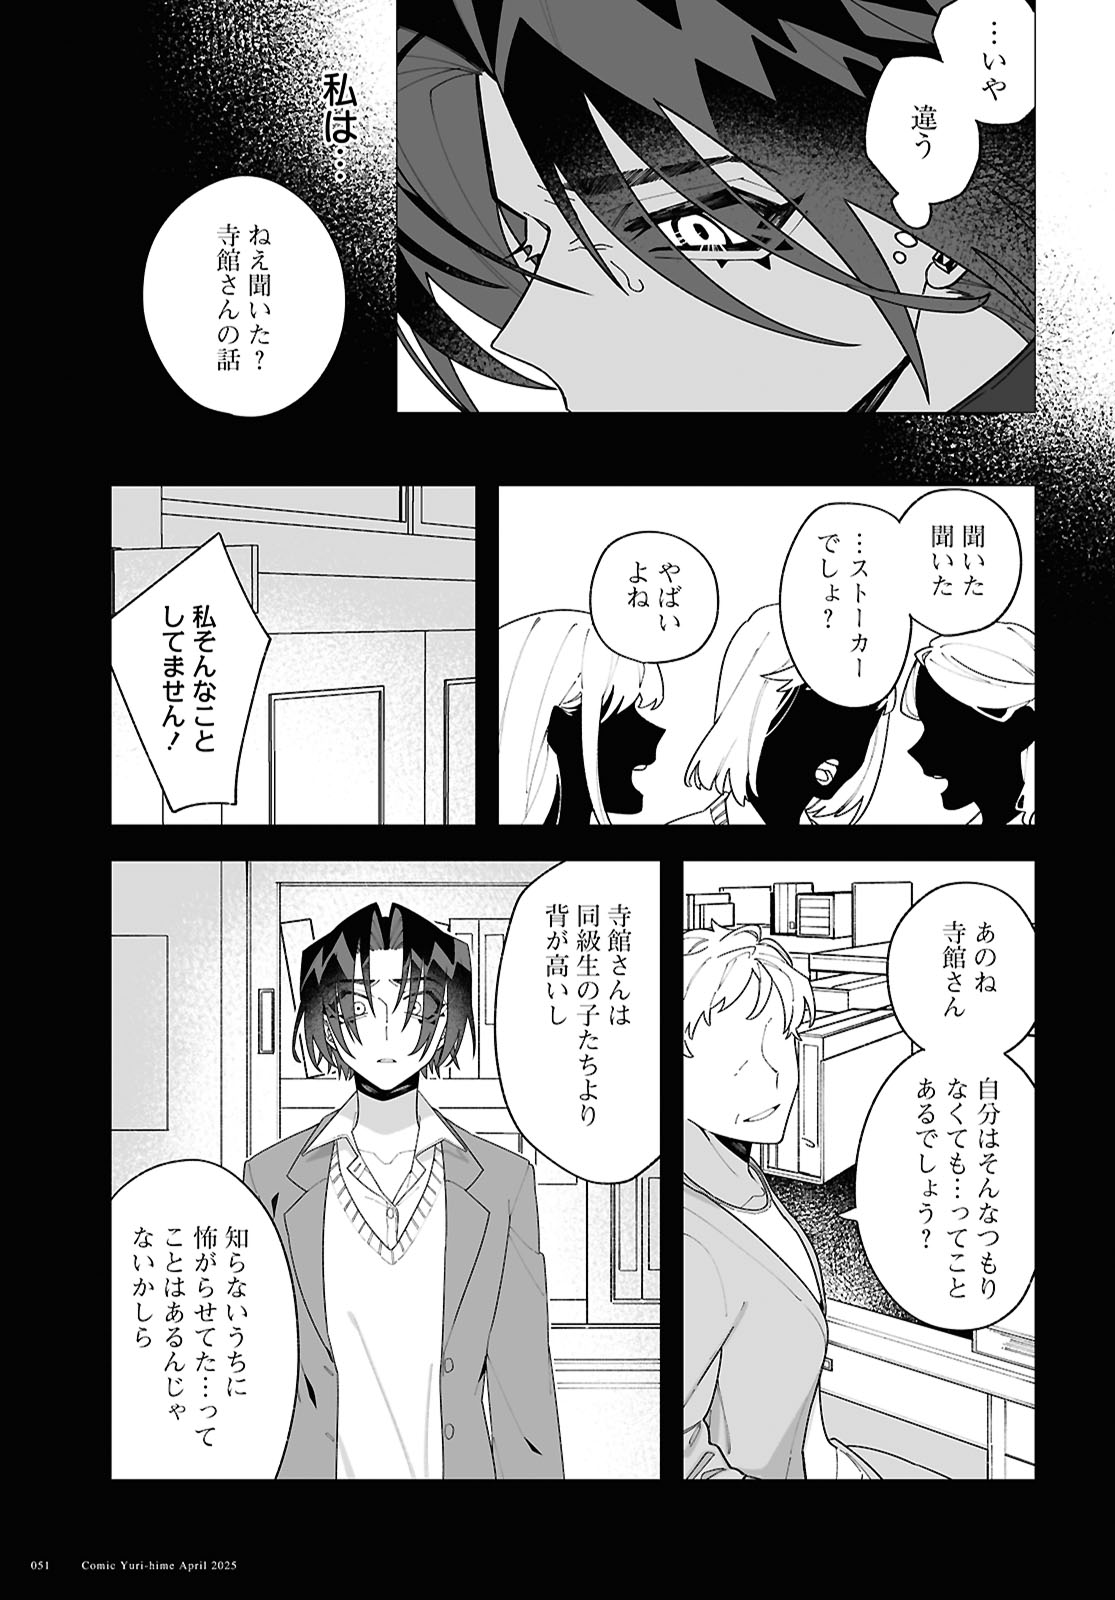 …いや
違う
私は…
ねえ聞いた?
寺館さんの話
聞いた
聞いた
…ストーカー
でしょ?
やばい
よね
私そんなこと
してません!
あのね
寺館さん
自分はそんなつもり
なくても…ってこと
あるでしょう?
寺館さんは
同級生の子たちより
背が高いし
知らないうちに
怖がらせてた…って
ことはあるんじゃ
ないかしら
051 Comic Yuri-hime April 2025